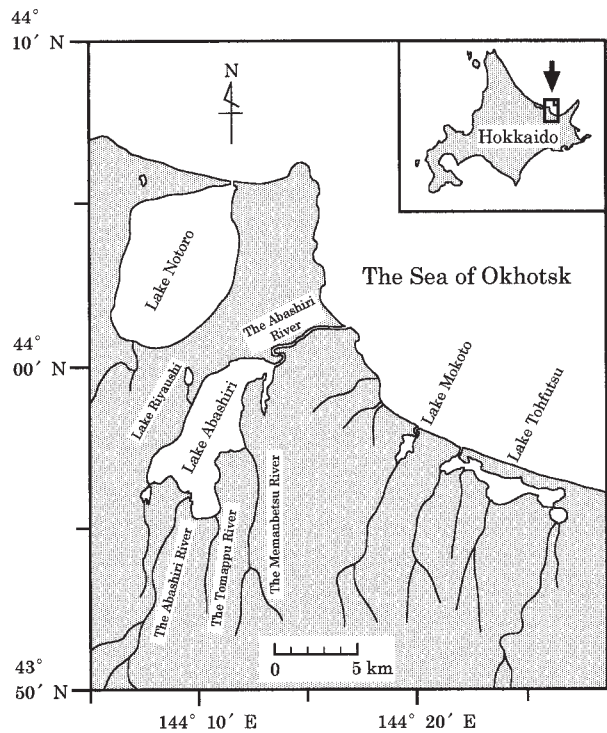 44°
10′ N
N
Hokkaido
Lake Notoro
The Sea of Okhotsk
The Abashiri
River
44°
00′ N
Lake Riyaushi
Lake Abashiri
Lake Mokoto
Lake Tohfutsu
The Abashiri River
The Tomappu River
The Memanbetsu River
0
5 km
43°
50′ N
144° 10′ E
144° 20′ E